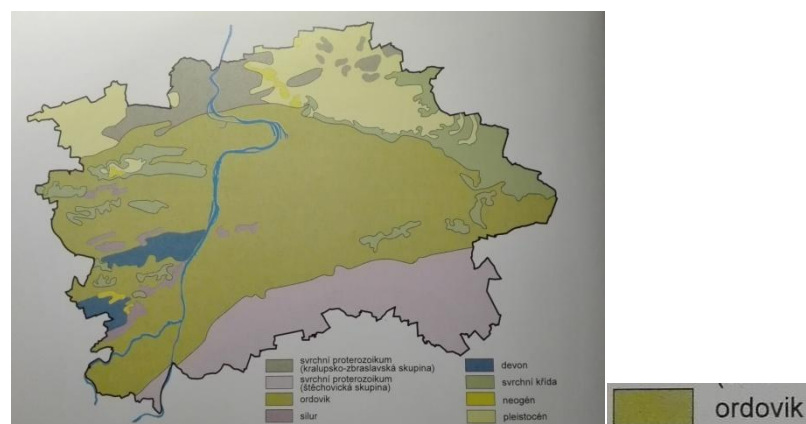 svrchní proterozoikum
(kralupsko-zbraslavská skupina)
svrchní proterozoikum
(štěchovická skupina)
ordovik
silur
devon
svrchní křída
neogén
pleistocén
ordovik